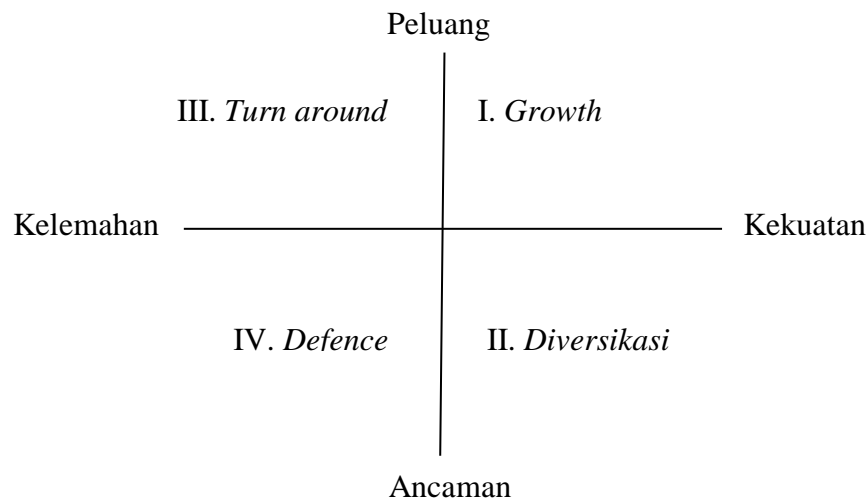 Peluang
III. Turn around
I. Growth
Kelemahan
Kekuatan
IV. Defence
II. Diversikasi
Ancaman